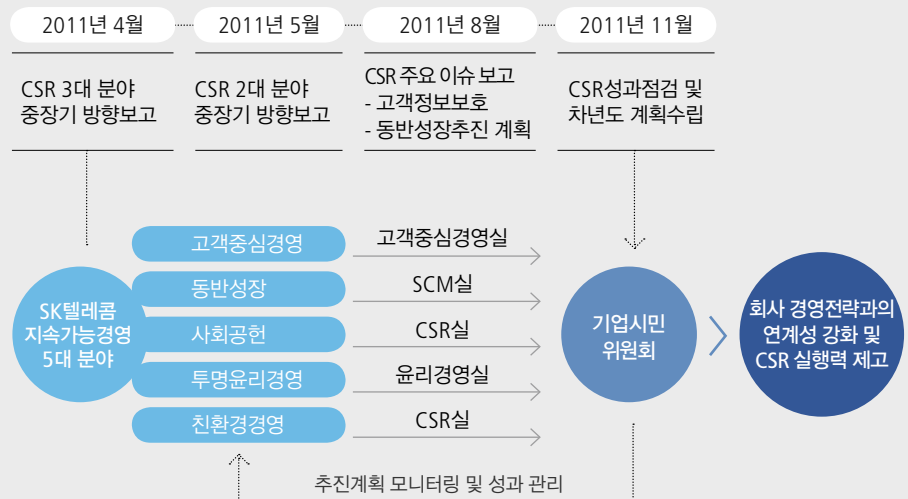 2011년 4월
2011년 5월
2011년 8월
2011년 11월
CSR 3대 분야
중장기 방향보고
CSR 2대 분야
중장기 방향보고
CSR 주요 이슈 보고
- 고객정보보호
- 동반성장추진 계획
CSR성과점검 및
차년도 계획수립
SK텔레콤
지속가능경영
5대 분야
고객중심경영
고객중심경영실
동반성장
SCM실
사회공헌
CSR실
투명윤리경영
윤리경영실
친환경경영
CSR실
기업시민
위원회
회사 경영전략과의
연계성 강화 및
CSR 실행력 제고
추진계획 모니터링 및 성과 관리